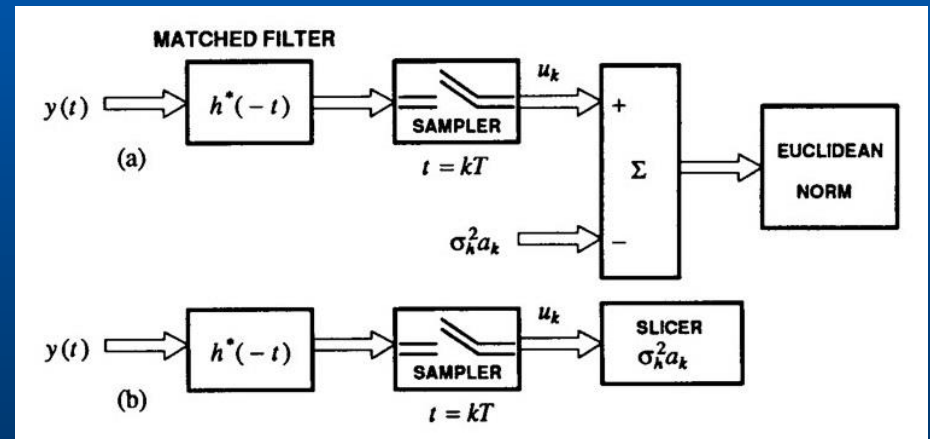 MATCHED FILTER
y(t)
h*(−t)
SAMPLER
t = kT
u_k
+
Σ
−
σ_h^2 a_k
EUCLIDEAN
NORM
(a)
y(t)
h*(−t)
SAMPLER
t = kT
u_k
SLICER
σ_h^2 a_k
(b)